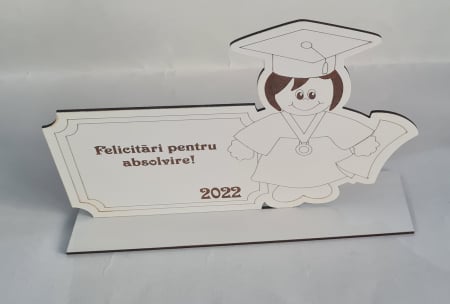 Felicitări pentru
absolvire!
2022